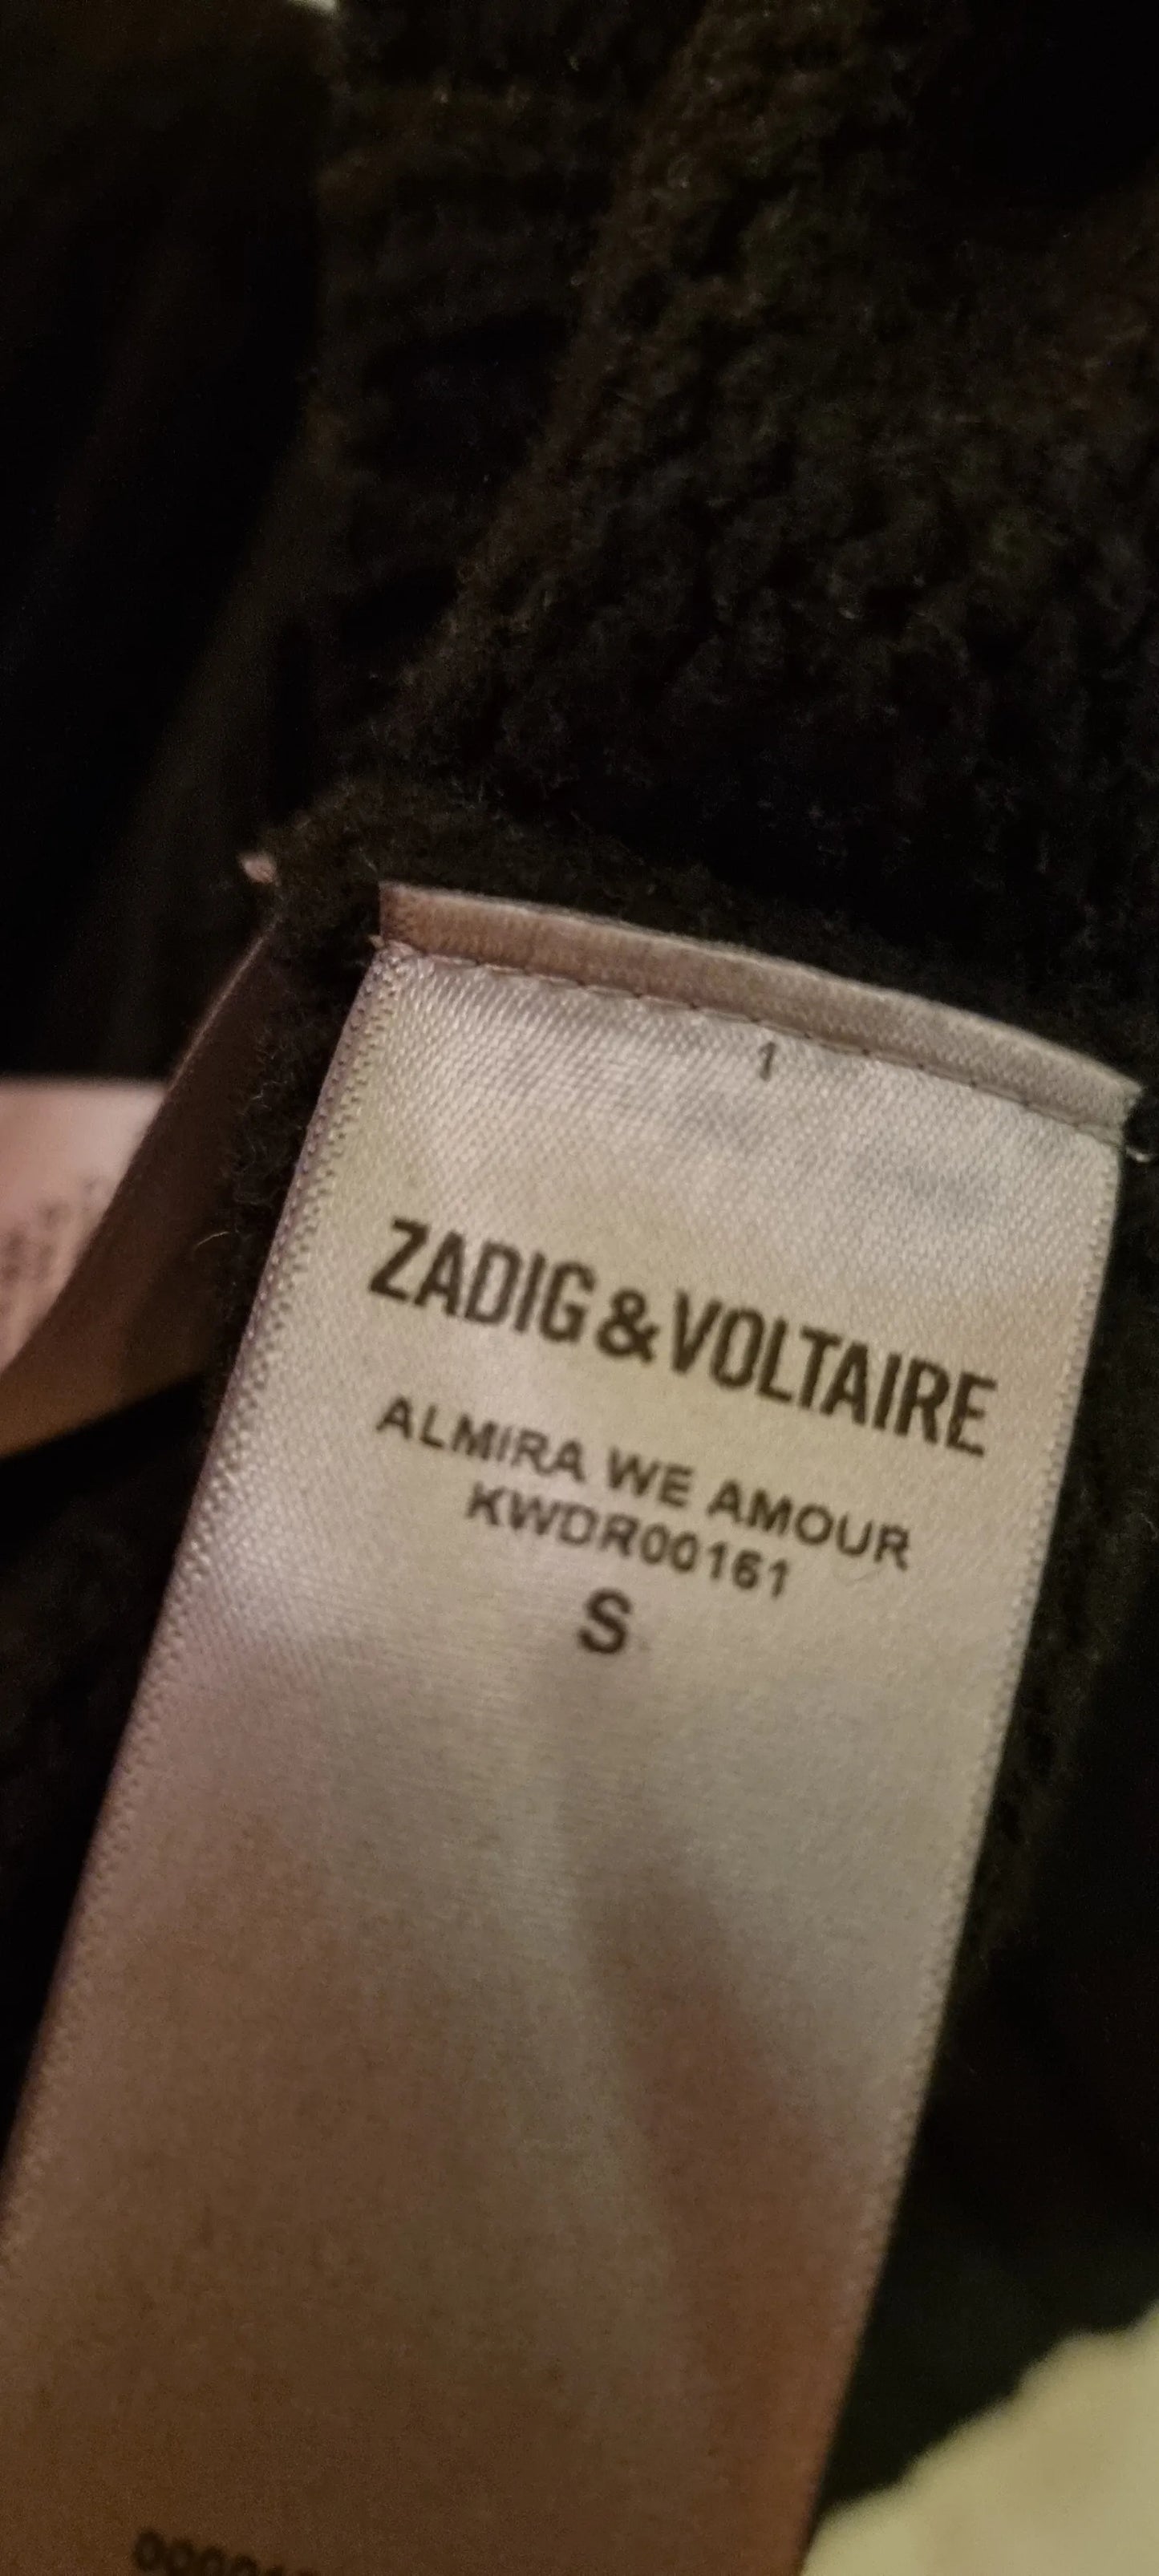 1
ZADIG&VOLTAIRE
ALMIRA WE AMOUR
KWDR00161
S